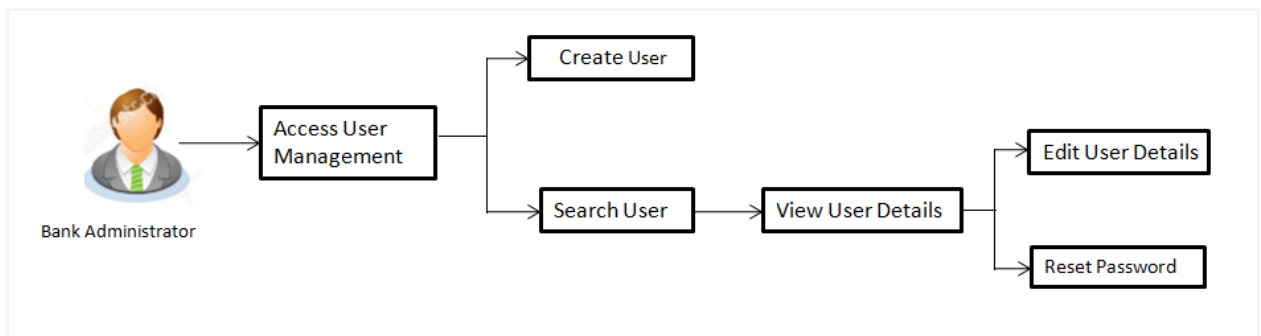 Create User
Access User
Management
Edit User Details
Search User
View User Details
Bank Administrator
Reset Password